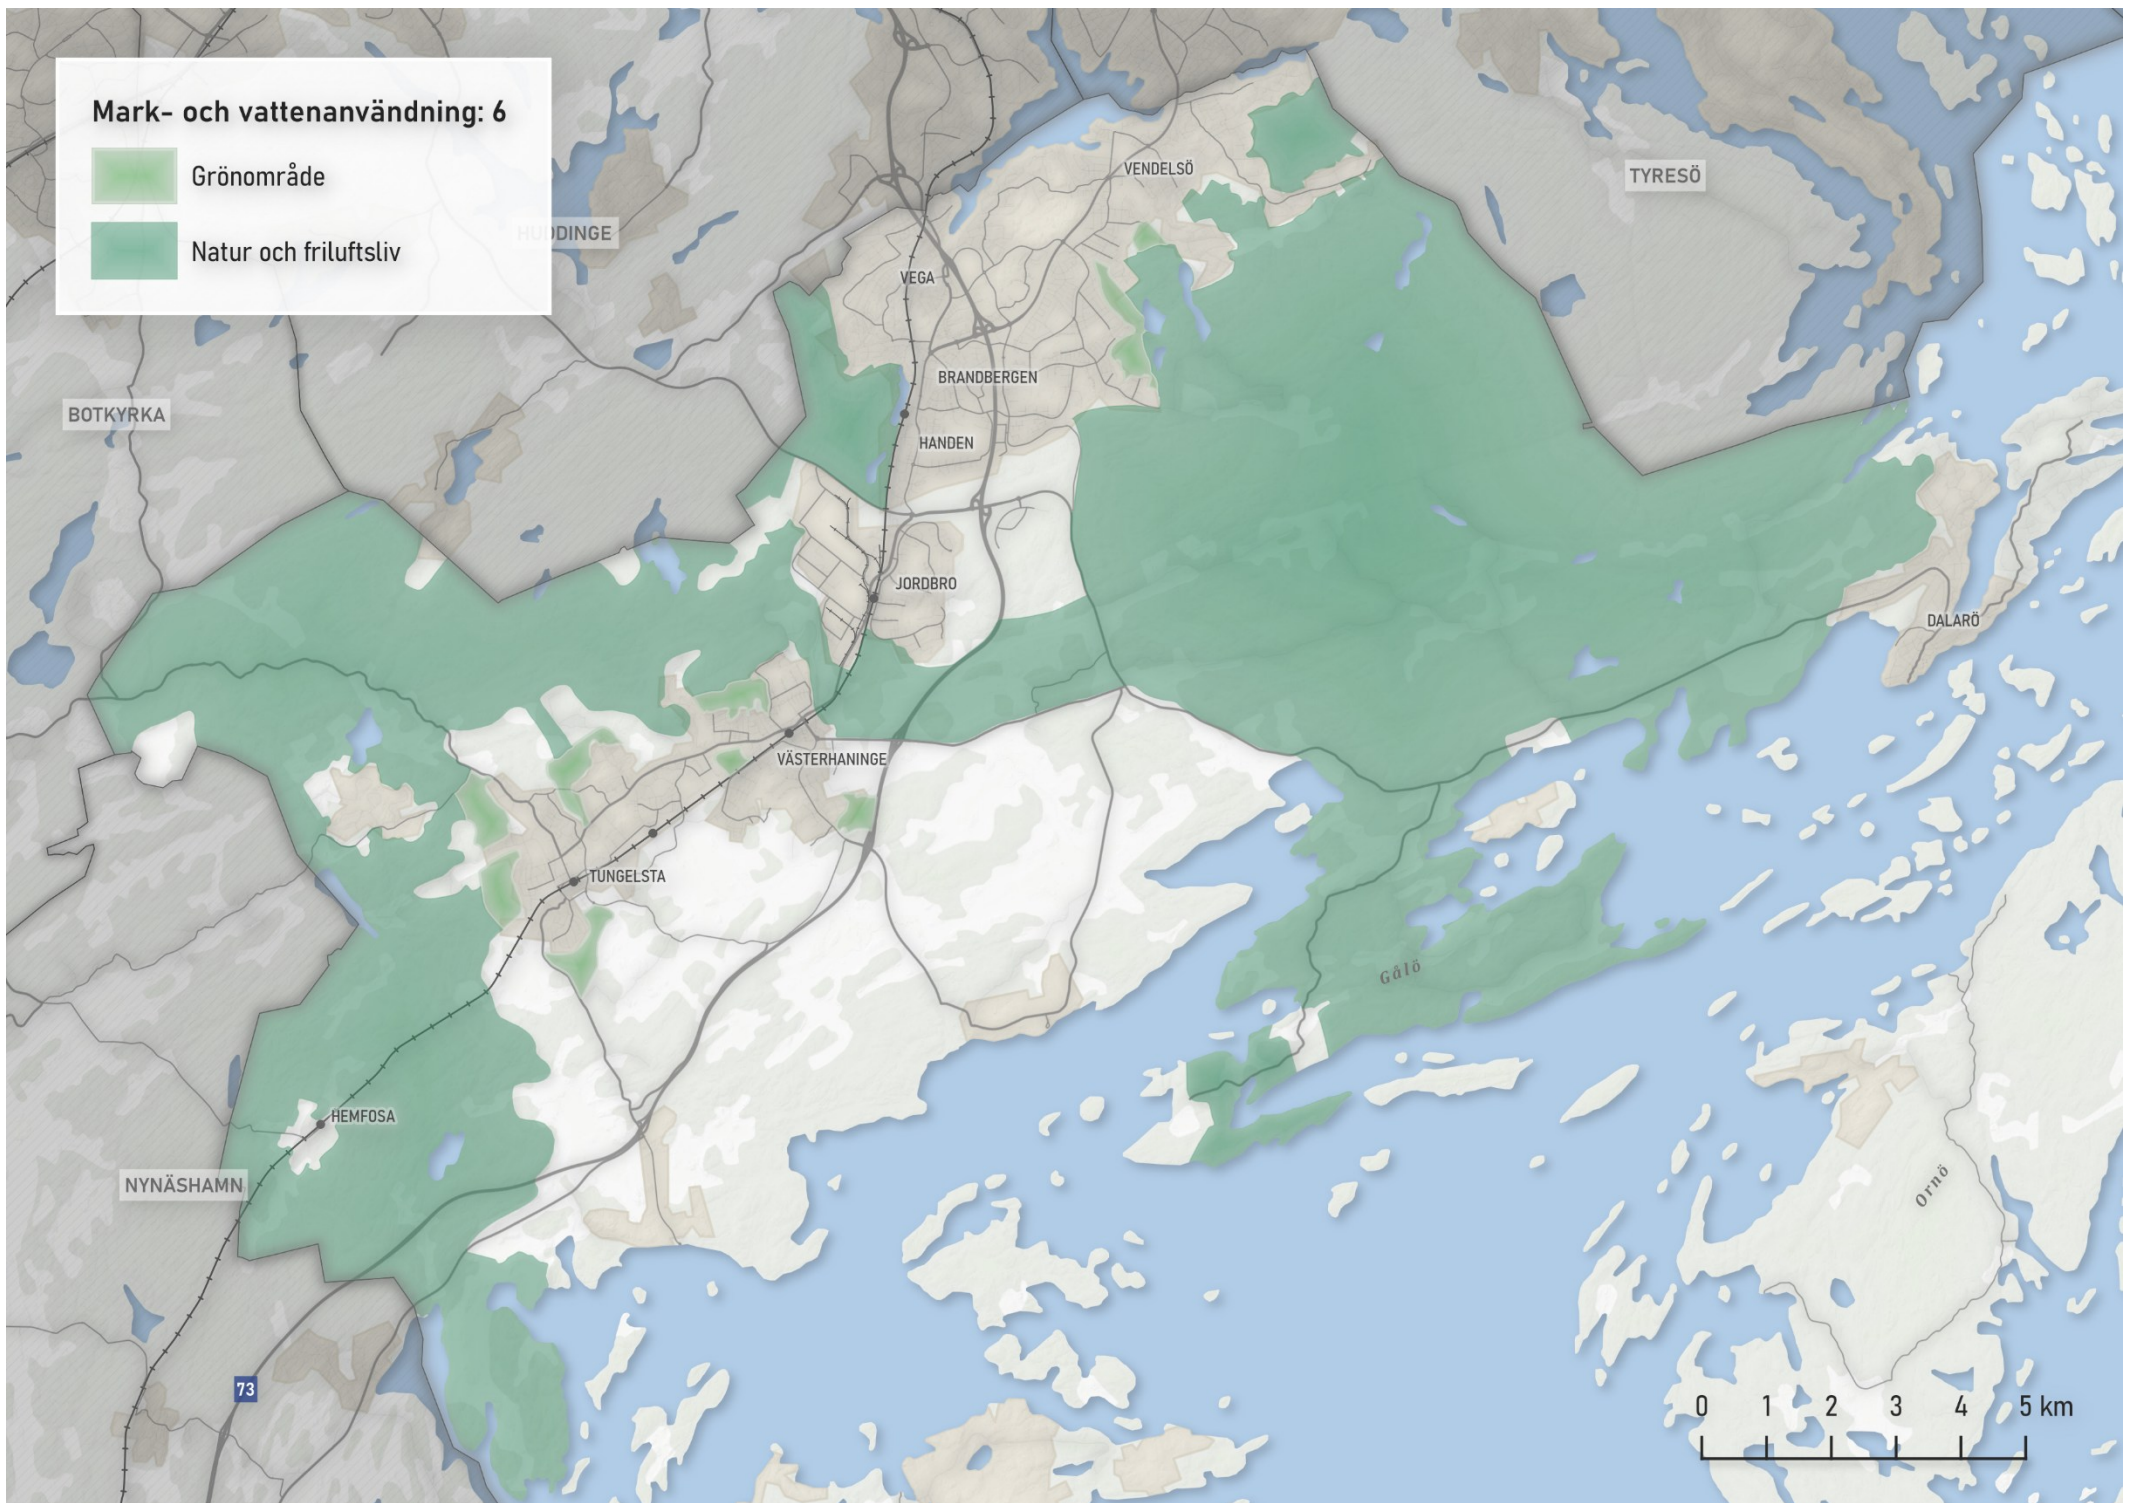 Mark- och vattenanvändning: 6
Grönområde
Natur och friluftsliv
HUDDINGE
TYRESÖ
VENDELSÖ
VEGA
BRANDBERGEN
BOTKYRKA
HANDEN
JORDBRO
DALARÖ
VÄSTERHANINGE
TUNGELSTA
Gålö
HEMFOSA
NYNÄSHAMN
Ornö
73
0 1 2 3 4 5 km